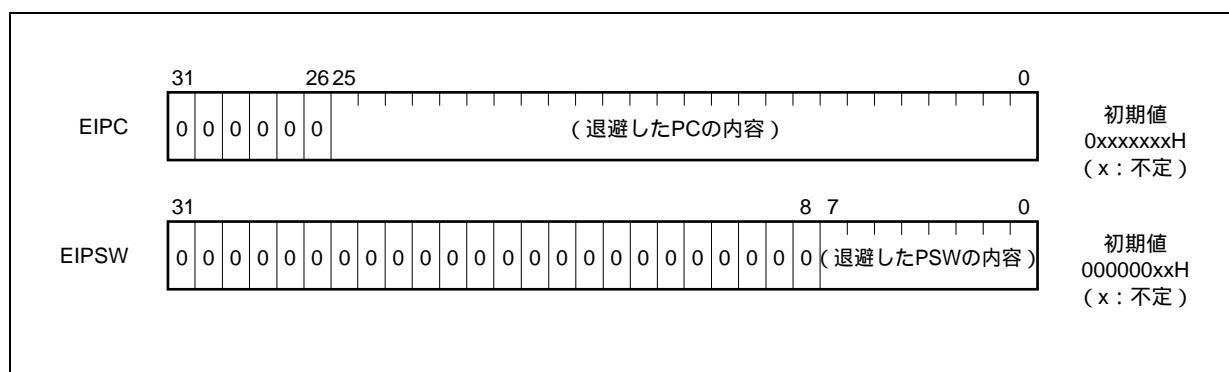 31 26 25 0
EIPC 0 0 0 0 0 0 (退避したPCの内容) 初期値
0xxxxxxxH
(x:不定)
31 8 7 0
EIPSW 0 0 0 0 0 0 0 0 0 0 0 0 0 0 0 0 0 0 0 0 0 0 0 0 (退避したPSWの内容) 初期値
000000xxH
(x:不定)